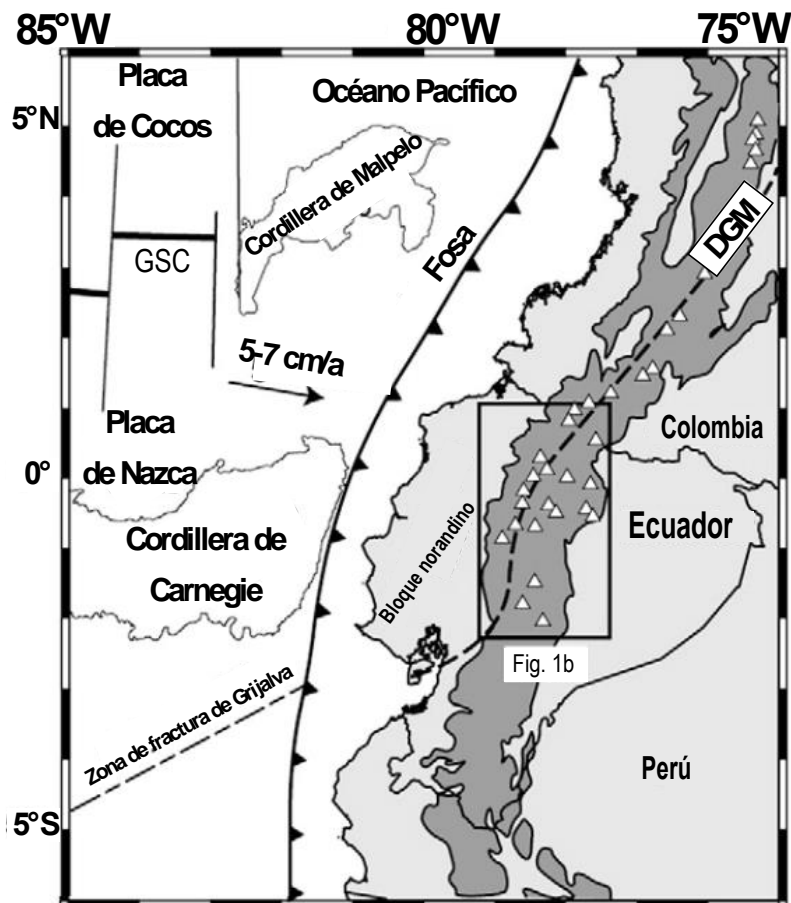 85°W
80°W
75°W
Placa
de Cocos
Océano Pacífico
5°N
Cordillera de Malpelo
DGM
Fosa
GSC
5-7 cm/a
Placa
de Nazca
0°
Colombia
Ecuador
Bloque norandino
Cordillera de
Carnegie
Fig. 1b
Zona de fractura de Grijalva
Perú
5°S